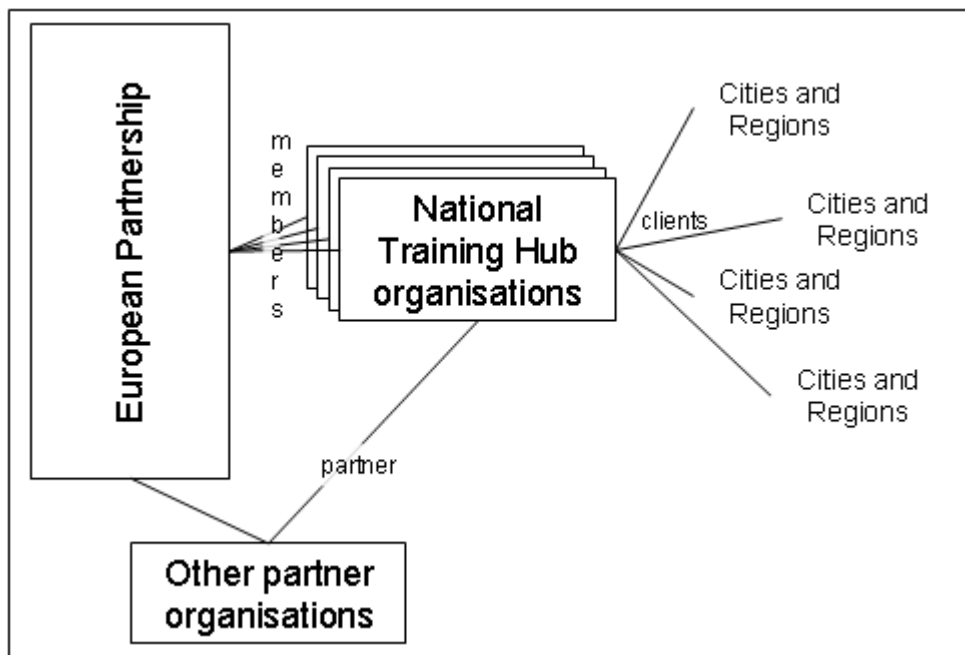 European Partnership
members
National
Training Hub
organisations
clients
Cities and
Regions
Cities and
Regions
Cities and
Regions
Cities and
Regions
partner
Other partner
organisations